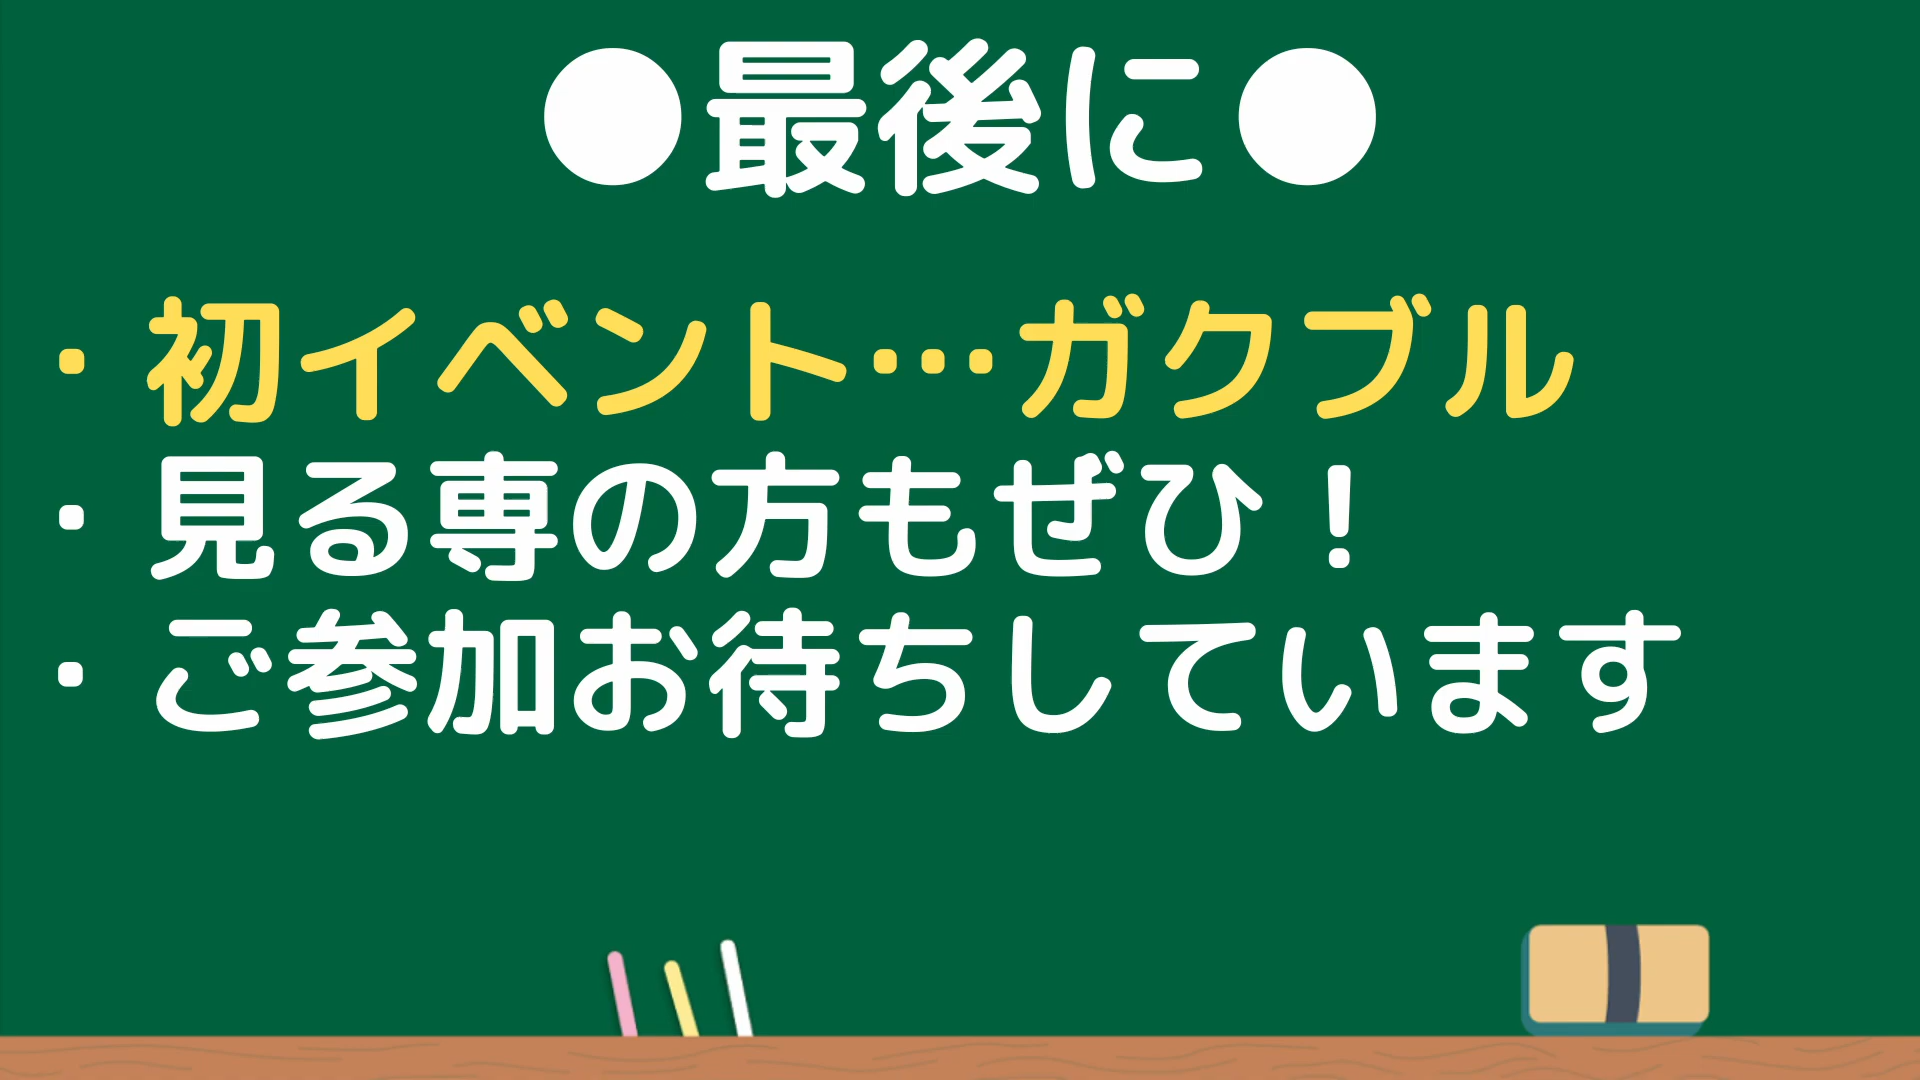 ●最後に●
・初イベント…ガクブル
・見る専の方もぜひ！
・ご参加お待ちしています